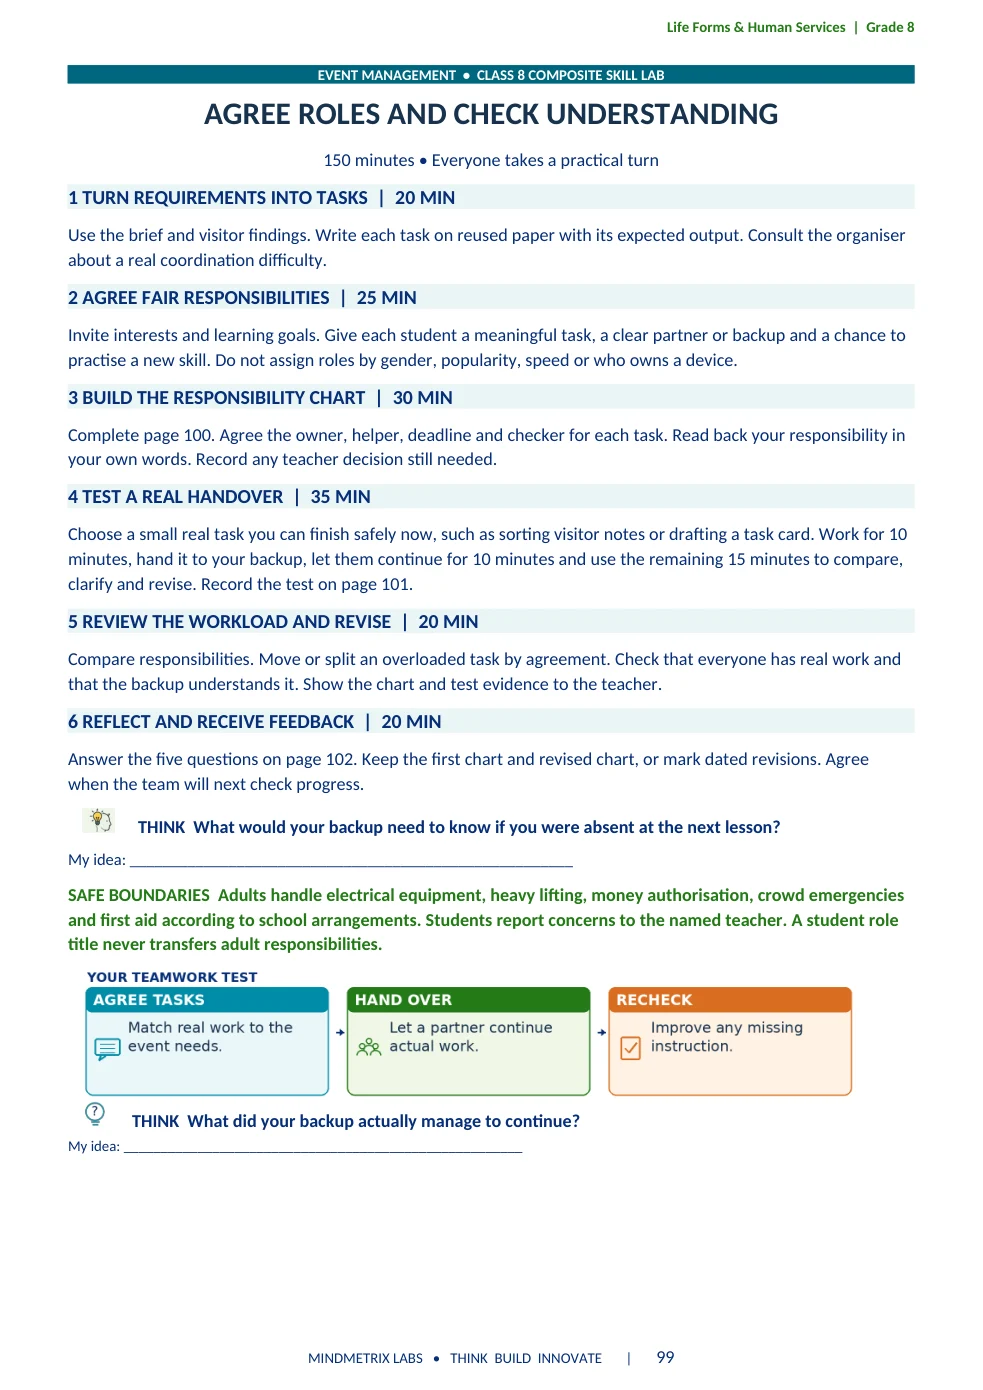 Life Forms & Human Services | Grade 8
EVENT MANAGEMENT ● CLASS 8 COMPOSITE SKILL LAB
AGREE ROLES AND CHECK UNDERSTANDING
150 minutes • Everyone takes a practical turn
1 TURN REQUIREMENTS INTO TASKS | 20 MIN
Use the brief and visitor findings. Write each task on reused paper with its expected output. Consult the organiser
about a real coordination difficulty.
2 AGREE FAIR RESPONSIBILITIES | 25 MIN
Invite interests and learning goals. Give each student a meaningful task, a clear partner or backup and a chance to
practise a new skill. Do not assign roles by gender, popularity, speed or who owns a device.
3 BUILD THE RESPONSIBILITY CHART | 30 MIN
Complete page 100. Agree the owner, helper, deadline and checker for each task. Read back your responsibility in
your own words. Record any teacher decision still needed.
4 TEST A REAL HANDOVER | 35 MIN
Choose a small real task you can finish safely now, such as sorting visitor notes or drafting a task card. Work for 10
minutes, hand it to your backup, let them continue for 10 minutes and use the remaining 15 minutes to compare,
clarify and revise. Record the test on page 101.
5 REVIEW THE WORKLOAD AND REVISE | 20 MIN
Compare responsibilities. Move or split an overloaded task by agreement. Check that everyone has real work and
that the backup understands it. Show the chart and test evidence to the teacher.
6 REFLECT AND RECEIVE FEEDBACK | 20 MIN
Answer the five questions on page 102. Keep the first chart and revised chart, or mark dated revisions. Agree
when the team will next check progress.
THINK What would your backup need to know if you were absent at the next lesson?
My idea: ______________________________________________________
SAFE BOUNDARIES Adults handle electrical equipment, heavy lifting, money authorisation, crowd emergencies
and first aid according to school arrangements. Students report concerns to the named teacher. A student role
title never transfers adult responsibilities.
YOUR TEAMWORK TEST
AGREE TASKS
Match real work to the
event needs.
HAND OVER
Let a partner continue
actual work.
RECHECK
Improve any missing
instruction.
?
THINK What did your backup actually manage to continue?
My idea: ______________________________________________________
MINDMETRIX LABS ● THINK BUILD INNOVATE | 99